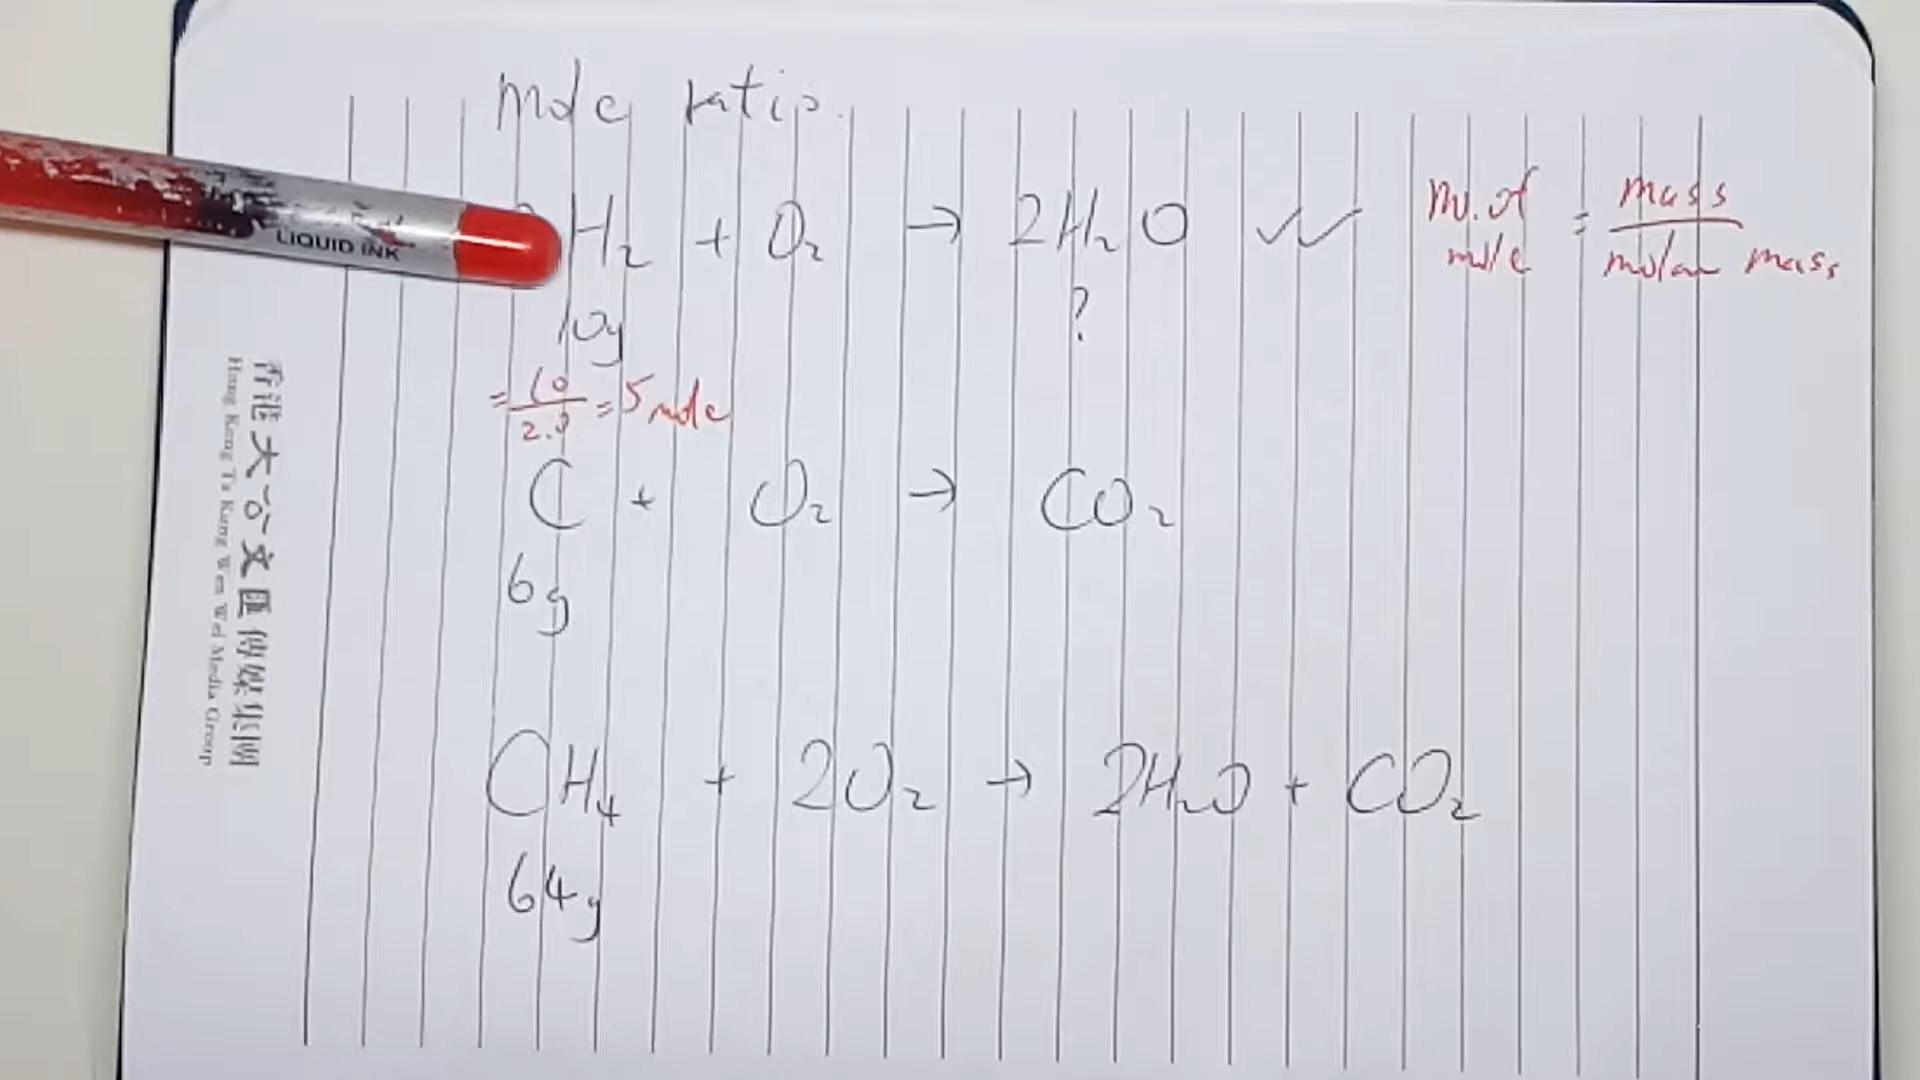 mole ratio.
2H₂ + O₂ → 2H₂O
no. of mole = mass / molar mass
10g ?
= 10/2.0 = 5 mole
C + O₂ → CO₂
6g
CH₄ + 2O₂ → 2H₂O + CO₂
64g
LIQUID INK
香港大公文匯傳媒集團
Hong Kong Ta Kung Wen Wei Media Group